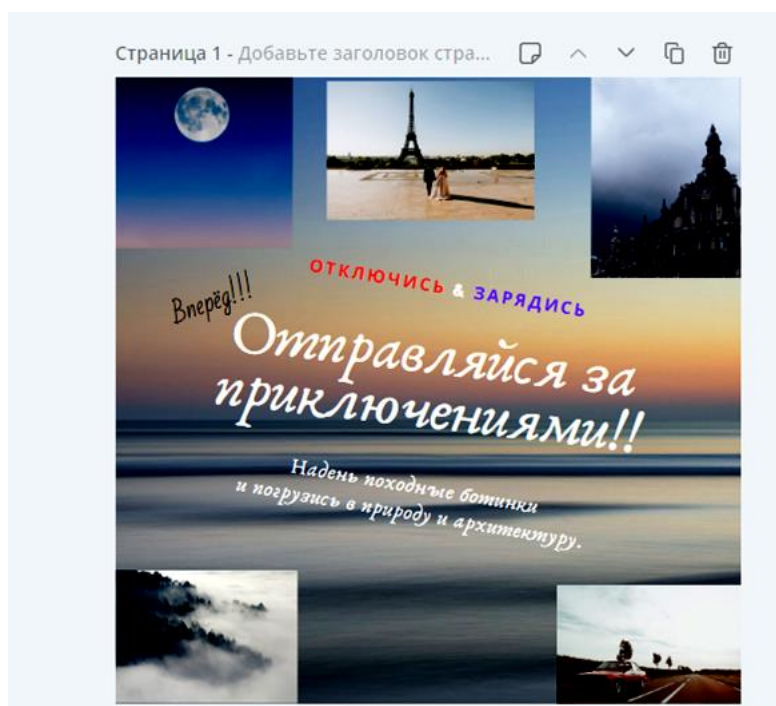 Страница 1 - Добавьте заголовок стра...
ОТКЛЮЧИСЬ & ЗАРЯДИСЬ
Вперёд!!!
Отправляйся за
приключениями!!
Надень походные ботинки
и погрузись в природу и архитектуру.